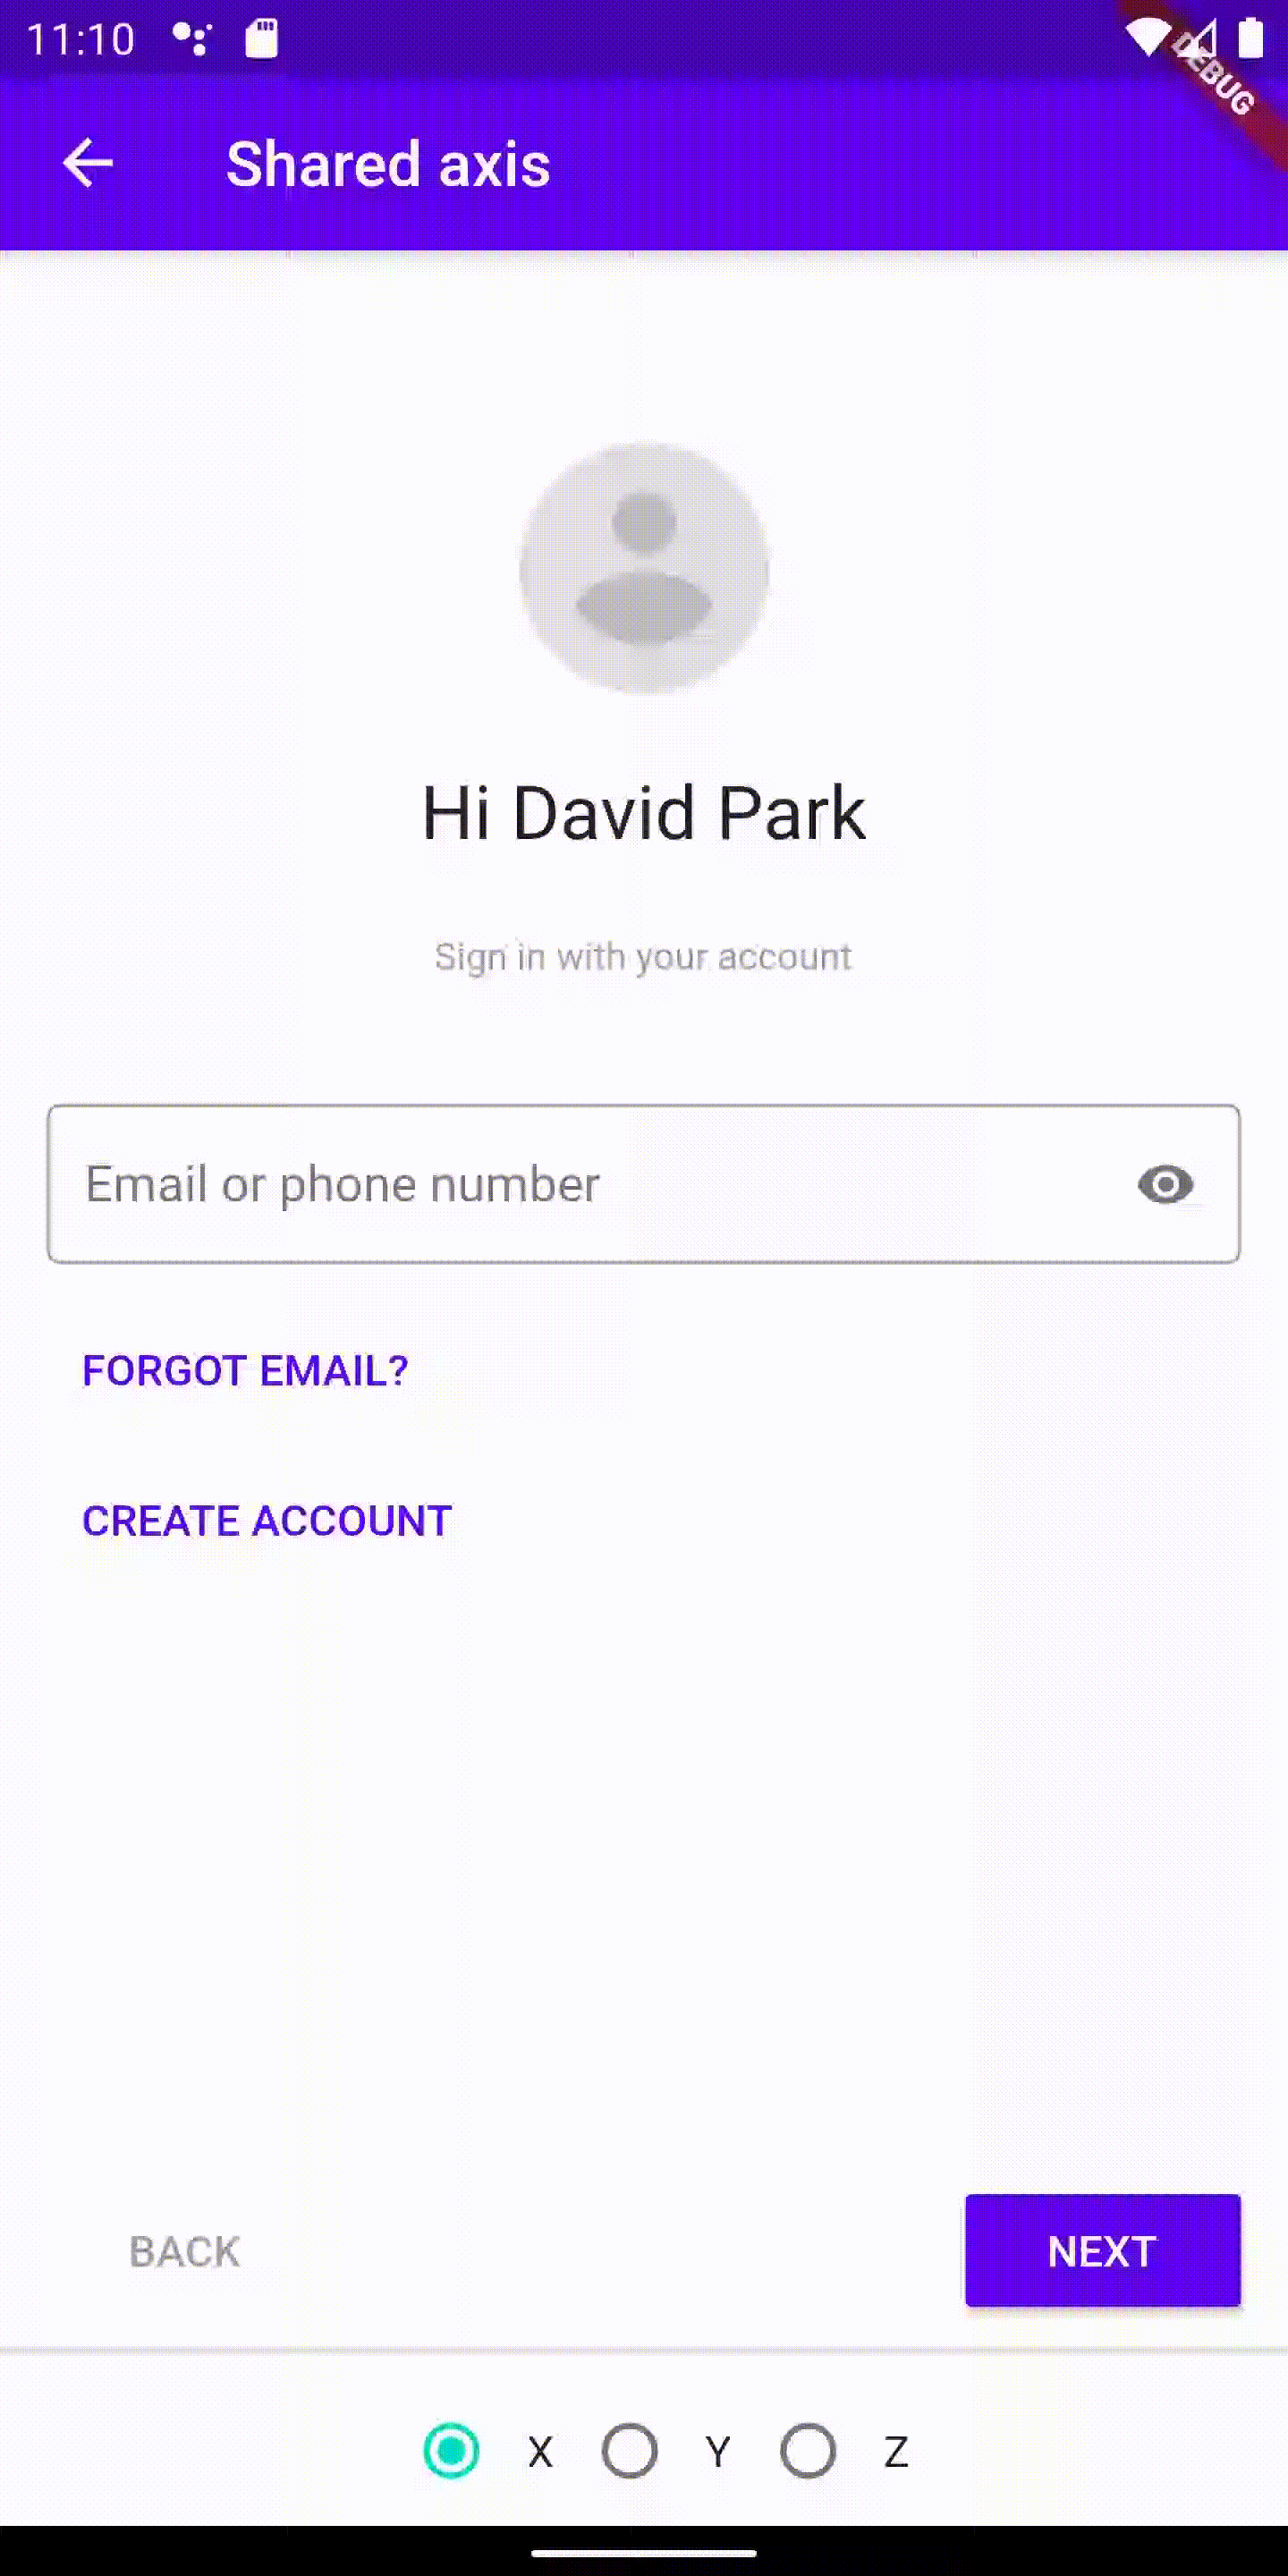 11:10
DEBUG
Shared axis
Hi David Park
Sign in with your account
Email or phone number
FORGOT EMAIL?
CREATE ACCOUNT
BACK NEXT
X Y Z